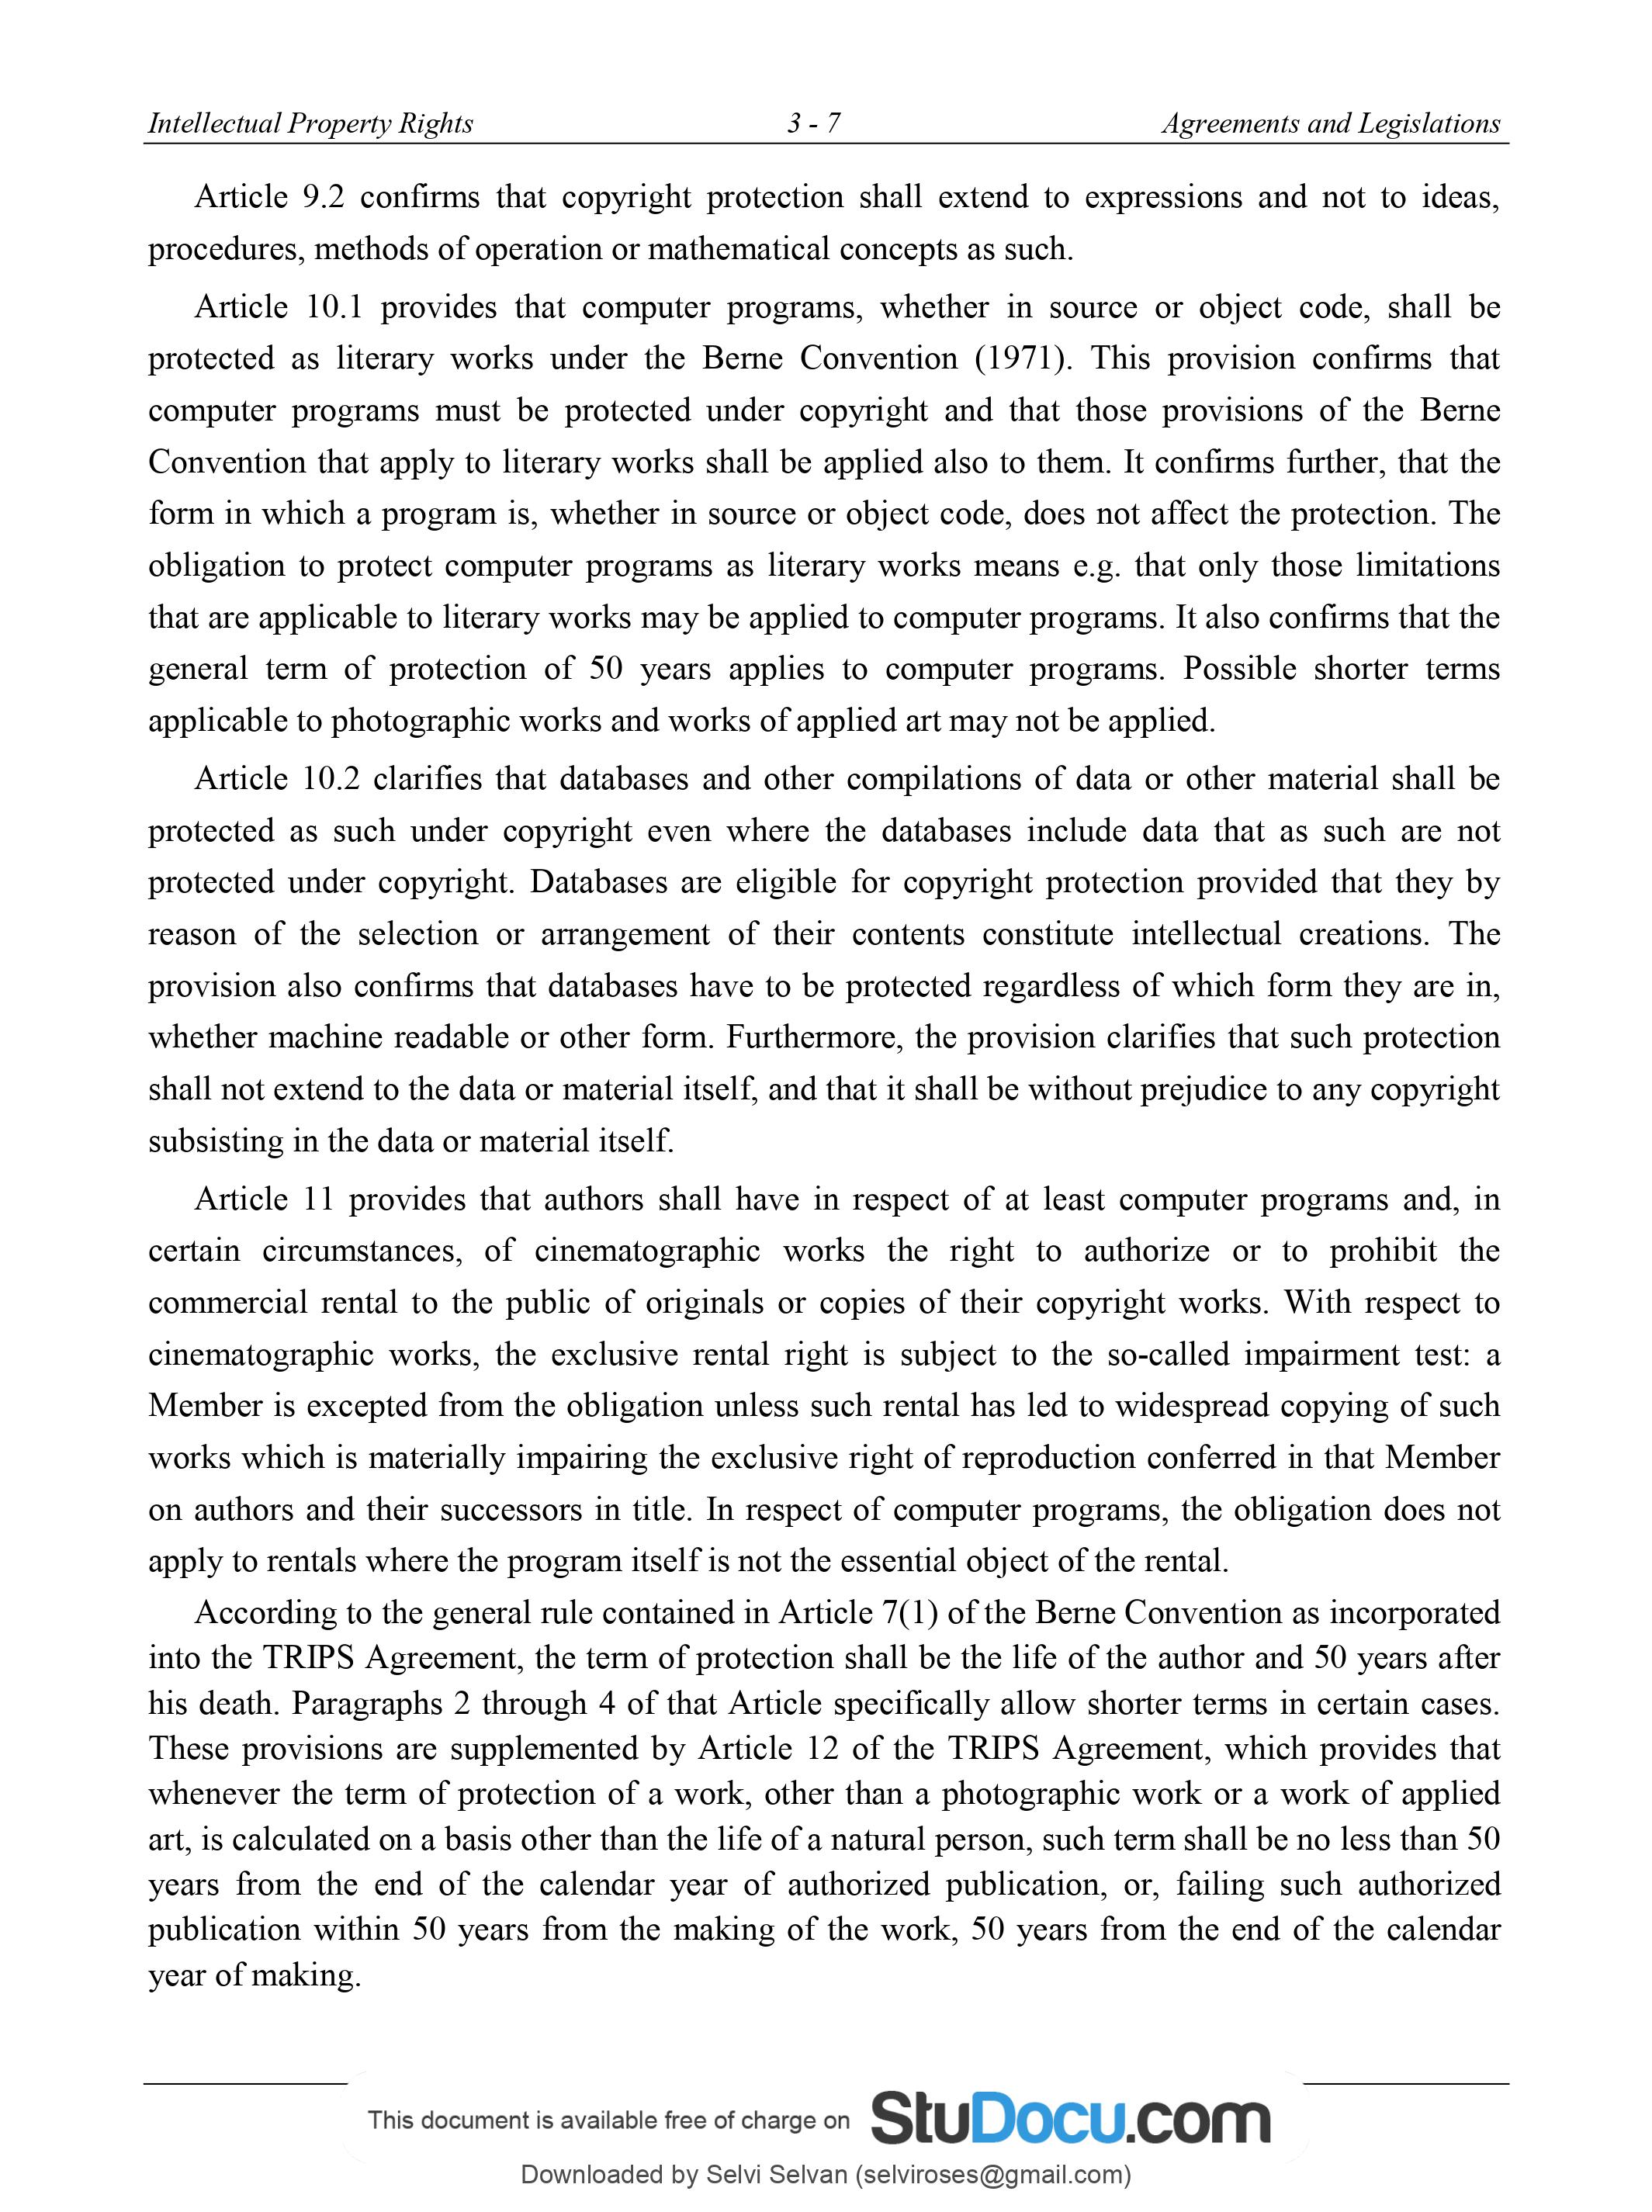 Intellectual Property Rights 3 - 7 Agreements and Legislations
Article 9.2 confirms that copyright protection shall extend to expressions and not to ideas,
procedures, methods of operation or mathematical concepts as such.
Article 10.1 provides that computer programs, whether in source or object code, shall be
protected as literary works under the Berne Convention (1971). This provision confirms that
computer programs must be protected under copyright and that those provisions of the Berne
Convention that apply to literary works shall be applied also to them. It confirms further, that the
form in which a program is, whether in source or object code, does not affect the protection. The
obligation to protect computer programs as literary works means e.g. that only those limitations
that are applicable to literary works may be applied to computer programs. It also confirms that the
general term of protection of 50 years applies to computer programs. Possible shorter terms
applicable to photographic works and works of applied art may not be applied.
Article 10.2 clarifies that databases and other compilations of data or other material shall be
protected as such under copyright even where the databases include data that as such are not
protected under copyright. Databases are eligible for copyright protection provided that they by
reason of the selection or arrangement of their contents constitute intellectual creations. The
provision also confirms that databases have to be protected regardless of which form they are in,
whether machine readable or other form. Furthermore, the provision clarifies that such protection
shall not extend to the data or material itself, and that it shall be without prejudice to any copyright
subsisting in the data or material itself.
Article 11 provides that authors shall have in respect of at least computer programs and, in
certain circumstances, of cinematographic works the right to authorize or to prohibit the
commercial rental to the public of originals or copies of their copyright works. With respect to
cinematographic works, the exclusive rental right is subject to the so-called impairment test: a
Member is excepted from the obligation unless such rental has led to widespread copying of such
works which is materially impairing the exclusive right of reproduction conferred in that Member
on authors and their successors in title. In respect of computer programs, the obligation does not
apply to rentals where the program itself is not the essential object of the rental.
According to the general rule contained in Article 7(1) of the Berne Convention as incorporated
into the TRIPS Agreement, the term of protection shall be the life of the author and 50 years after
his death. Paragraphs 2 through 4 of that Article specifically allow shorter terms in certain cases.
These provisions are supplemented by Article 12 of the TRIPS Agreement, which provides that
whenever the term of protection of a work, other than a photographic work or a work of applied
art, is calculated on a basis other than the life of a natural person, such term shall be no less than 50
years from the end of the calendar year of authorized publication, or, failing such authorized
publication within 50 years from the making of the work, 50 years from the end of the calendar
year of making.
This document is available free of charge on StuDocu.com
Downloaded by Selvi Selvan (selviroses@gmail.com)